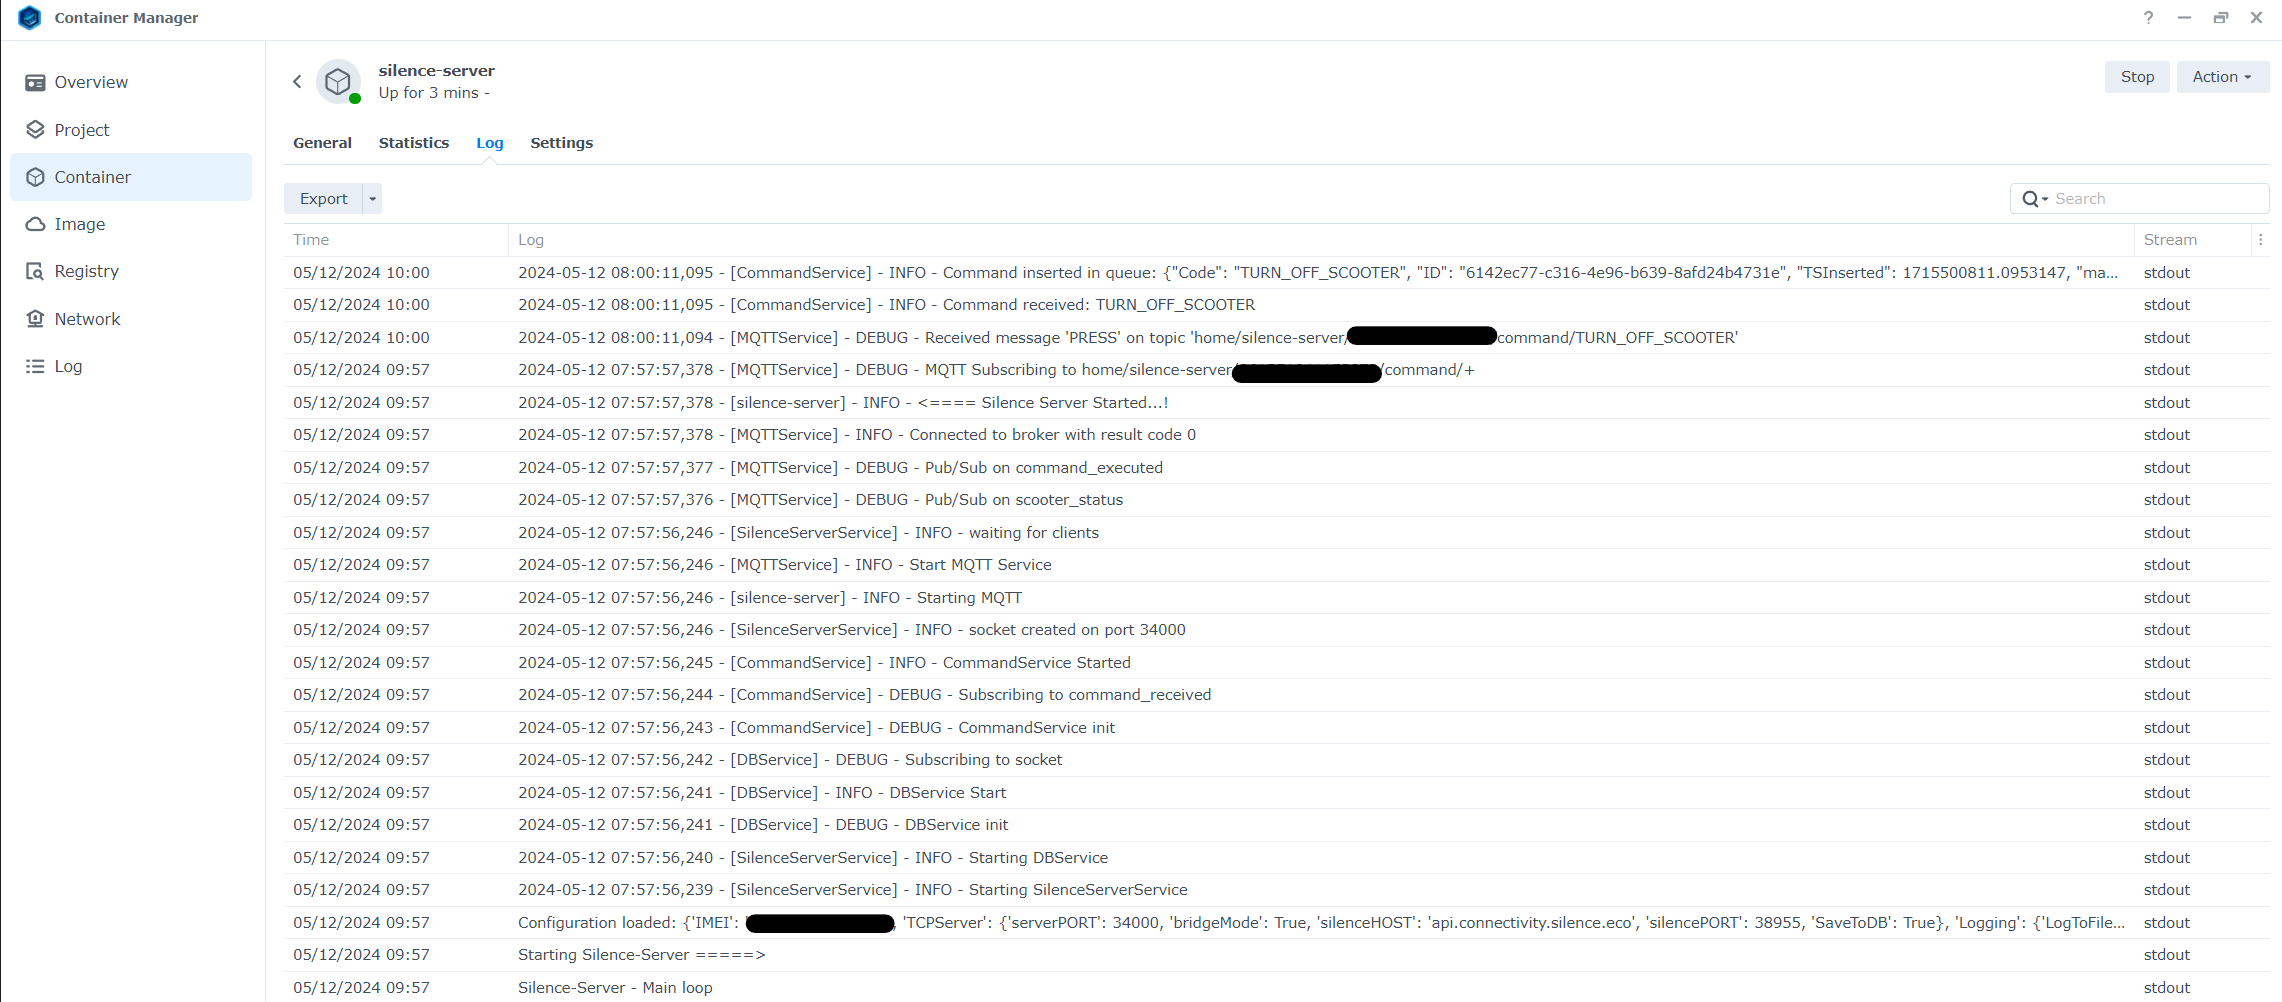 Container Manager
Overview
Project
Container
Image
Registry
Network
Log
silence-server
Up for 3 mins -
Stop
Action
General Statistics Log Settings
Export
Search
Time Log Stream
05/12/2024 10:00 2024-05-12 08:00:11,095 - [CommandService] - INFO - Command inserted in queue: {"Code": "TURN_OFF_SCOOTER", "ID": "6142ec77-c316-4e96-b639-8afd24b4731e", "TSInserted": 1715500811.0953147, "ma... stdout
05/12/2024 10:00 2024-05-12 08:00:11,095 - [CommandService] - INFO - Command received: TURN_OFF_SCOOTER stdout
05/12/2024 10:00 2024-05-12 08:00:11,094 - [MQTTService] - DEBUG - Received message 'PRESS' on topic 'home/silence-server/ command/TURN_OFF_SCOOTER' stdout
05/12/2024 09:57 2024-05-12 07:57:57,378 - [MQTTService] - DEBUG - MQTT Subscribing to home/silence-server/ /command/+ stdout
05/12/2024 09:57 2024-05-12 07:57:57,378 - [silence-server] - INFO - <==== Silence Server Started...! stdout
05/12/2024 09:57 2024-05-12 07:57:57,378 - [MQTTService] - INFO - Connected to broker with result code 0 stdout
05/12/2024 09:57 2024-05-12 07:57:57,377 - [MQTTService] - DEBUG - Pub/Sub on command_executed stdout
05/12/2024 09:57 2024-05-12 07:57:57,376 - [MQTTService] - DEBUG - Pub/Sub on scooter_status stdout
05/12/2024 09:57 2024-05-12 07:57:56,246 - [SilenceServerService] - INFO - waiting for clients stdout
05/12/2024 09:57 2024-05-12 07:57:56,246 - [MQTTService] - INFO - Start MQTT Service stdout
05/12/2024 09:57 2024-05-12 07:57:56,246 - [silence-server] - INFO - Starting MQTT stdout
05/12/2024 09:57 2024-05-12 07:57:56,246 - [SilenceServerService] - INFO - socket created on port 34000 stdout
05/12/2024 09:57 2024-05-12 07:57:56,245 - [CommandService] - INFO - CommandService Started stdout
05/12/2024 09:57 2024-05-12 07:57:56,244 - [CommandService] - DEBUG - Subscribing to command_received stdout
05/12/2024 09:57 2024-05-12 07:57:56,243 - [CommandService] - DEBUG - CommandService init stdout
05/12/2024 09:57 2024-05-12 07:57:56,242 - [DBService] - DEBUG - Subscribing to socket stdout
05/12/2024 09:57 2024-05-12 07:57:56,241 - [DBService] - INFO - DBService Start stdout
05/12/2024 09:57 2024-05-12 07:57:56,241 - [DBService] - DEBUG - DBService init stdout
05/12/2024 09:57 2024-05-12 07:57:56,240 - [SilenceServerService] - INFO - Starting DBService stdout
05/12/2024 09:57 2024-05-12 07:57:56,239 - [SilenceServerService] - INFO - Starting SilenceServerService stdout
05/12/2024 09:57 Configuration loaded: {'IMEI': ' , 'TCPServer': {'serverPORT': 34000, 'bridgeMode': True, 'silenceHOST': 'api.connectivity.silence.eco', 'silencePORT': 38955, 'SaveToDB': True}, 'Logging': {'LogToFile... stdout
05/12/2024 09:57 Starting Silence-Server =====> stdout
05/12/2024 09:57 Silence-Server - Main loop stdout